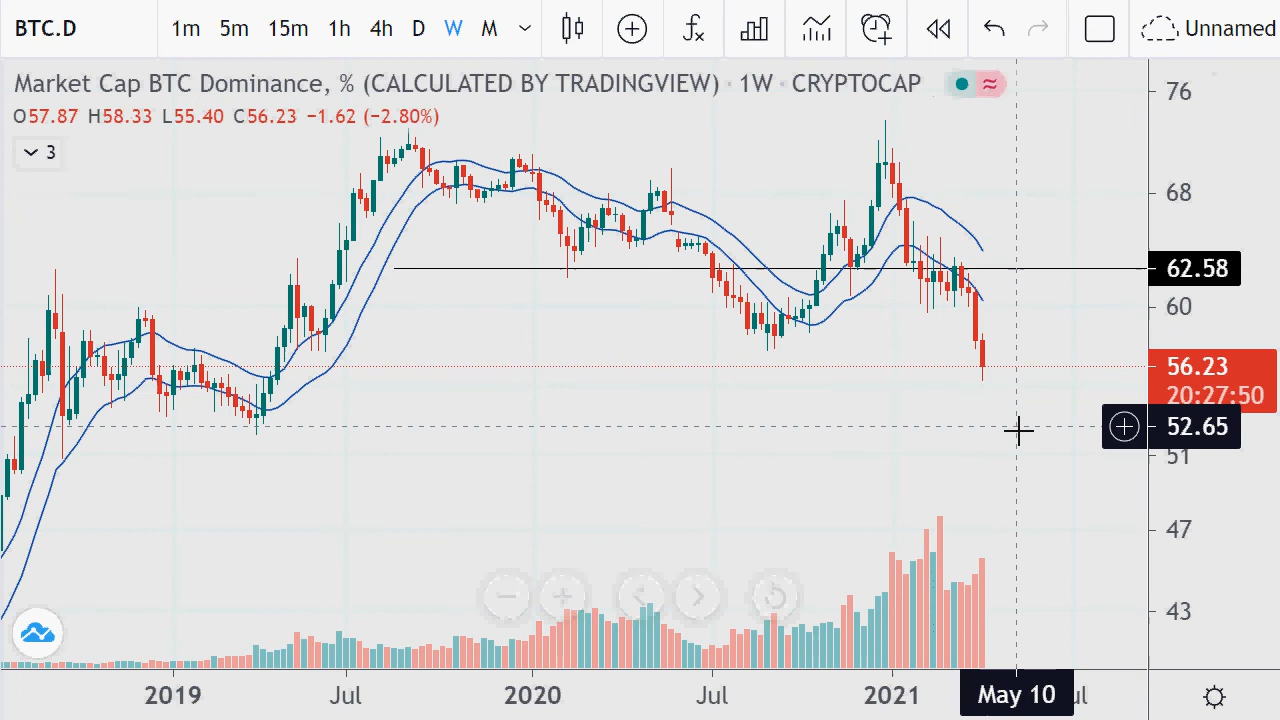 BTC.D 1m 5m 15m 1h 4h D W M Unnamed
Market Cap BTC Dominance, % (CALCULATED BY TRADINGVIEW) · 1W · CRYPTOCAP
O57.87 H58.33 L55.40 C56.23 −1.62 (−2.80%)
3
76
68
62.58
60
56.23
20:27:50
52.65
51
47
43
2019 Jul 2020 Jul 2021 May 10 ul